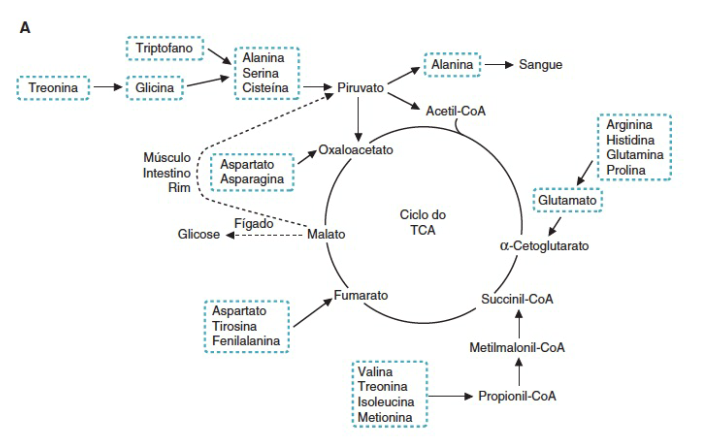 A
Triptofano
Alanina
Serina
Cisteína
Treonina
Glicina
Piruvato
Alanina
Sangue
Acetil-CoA
Arginina
Histidina
Glutamina
Prolina
Músculo
Intestino
Rim
Aspartato
Asparagina
Oxaloacetato
Glutamato
Ciclo do
TCA
Fígado
Glicose
Malato
α-Cetoglutarato
Fumarato
Succinil-CoA
Aspartato
Tirosina
Fenilalanina
Metilmalonil-CoA
Valina
Treonina
Isoleucina
Metionina
Propionil-CoA